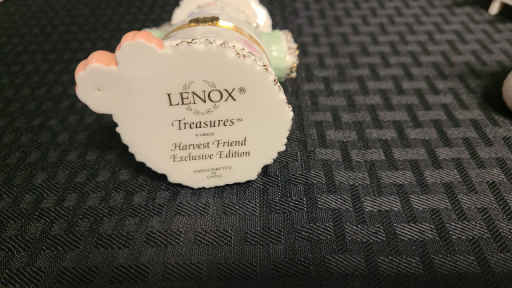 LENOX®
Treasures™
Harvest Friend
Exclusive Edition